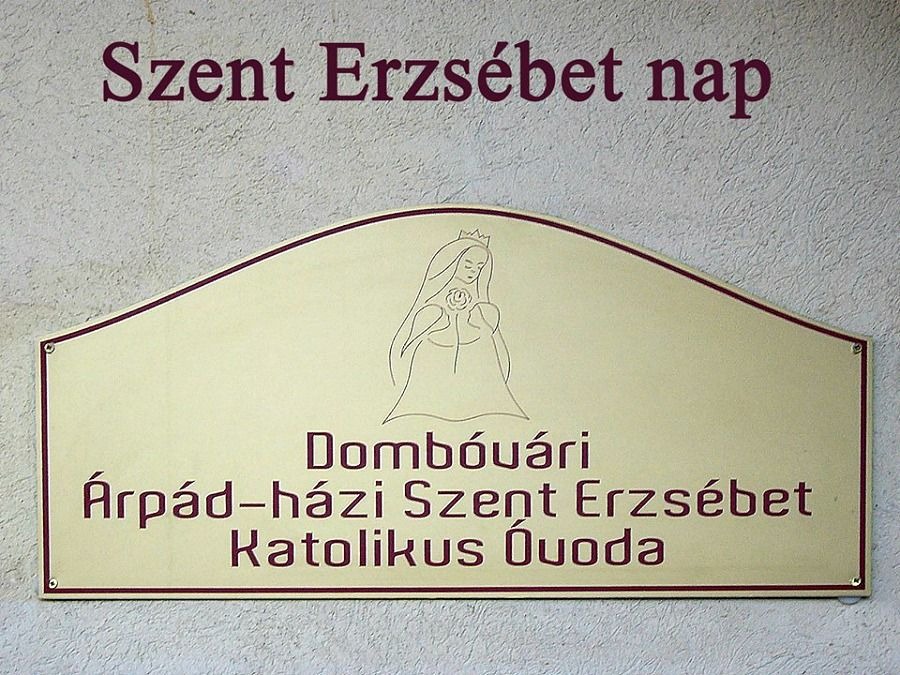 Szent Erzsébet nap
Dombóvári
Árpád-házi Szent Erzsébet
Katolikus Óvoda